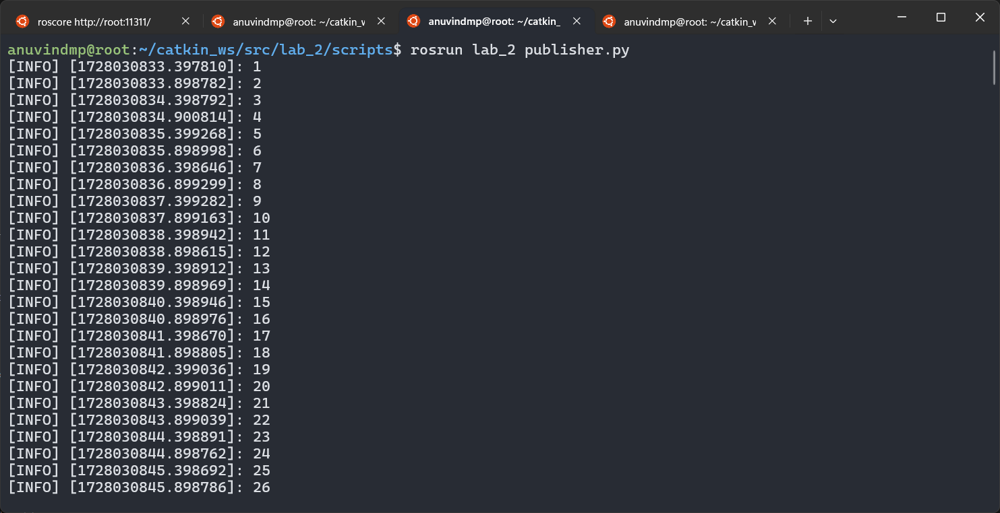 roscore http://root:11311/
anuvindmp@root: ~/catkin_w
anuvindmp@root: ~/catkin_
anuvindmp@root: ~/catkin_w
anuvindmp@root:~/catkin_ws/src/lab_2/scripts$ rosrun lab_2 publisher.py
[INFO] [1728030833.397810]: 1
[INFO] [1728030833.898782]: 2
[INFO] [1728030834.398792]: 3
[INFO] [1728030834.900814]: 4
[INFO] [1728030835.399268]: 5
[INFO] [1728030835.898998]: 6
[INFO] [1728030836.398646]: 7
[INFO] [1728030836.899299]: 8
[INFO] [1728030837.399282]: 9
[INFO] [1728030837.899163]: 10
[INFO] [1728030838.398942]: 11
[INFO] [1728030838.898615]: 12
[INFO] [1728030839.398912]: 13
[INFO] [1728030839.898969]: 14
[INFO] [1728030840.398946]: 15
[INFO] [1728030840.898976]: 16
[INFO] [1728030841.398670]: 17
[INFO] [1728030841.898805]: 18
[INFO] [1728030842.399036]: 19
[INFO] [1728030842.899011]: 20
[INFO] [1728030843.398824]: 21
[INFO] [1728030843.899039]: 22
[INFO] [1728030844.398891]: 23
[INFO] [1728030844.898762]: 24
[INFO] [1728030845.398692]: 25
[INFO] [1728030845.898786]: 26